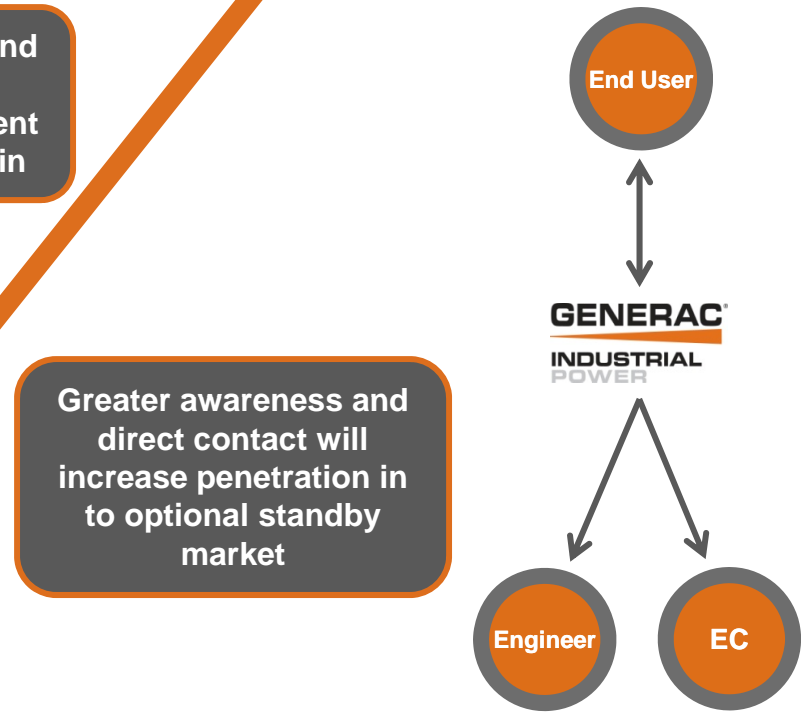 nd
ent
in
End User
GENERAC®
INDUSTRIAL
POWER
Greater awareness and
direct contact will
increase penetration in
to optional standby
market
Engineer
EC